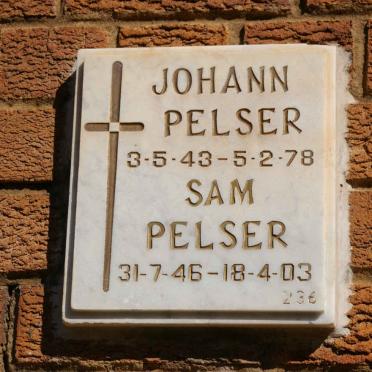 JOHANN
PELSER
3-5-43-5-2-78
SAM
PELSER
31-7-46-18-4-03
236